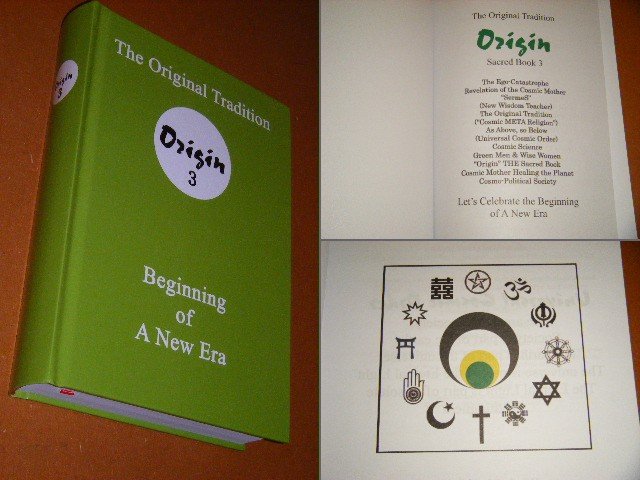 Origin
3
The Original Tradition
Origin
3
Beginning
of
A New Era
The Original Tradition
Origin
Sacred Book 3
The Ego-Catastrophe
Revelation of the Cosmic Mother
"SermeS"
(New Wisdom Teacher)
The Original Tradition
("Cosmic META Religion")
As Above, so Below
(Universal Cosmic Order)
Cosmic Science
Green Men & Wise Women
"Origin" THE Sacred Book
Cosmic Mother Healing the Planet
Cosmo-Political Society
Let's Celebrate the Beginning
of A New Era
囍
ॐ